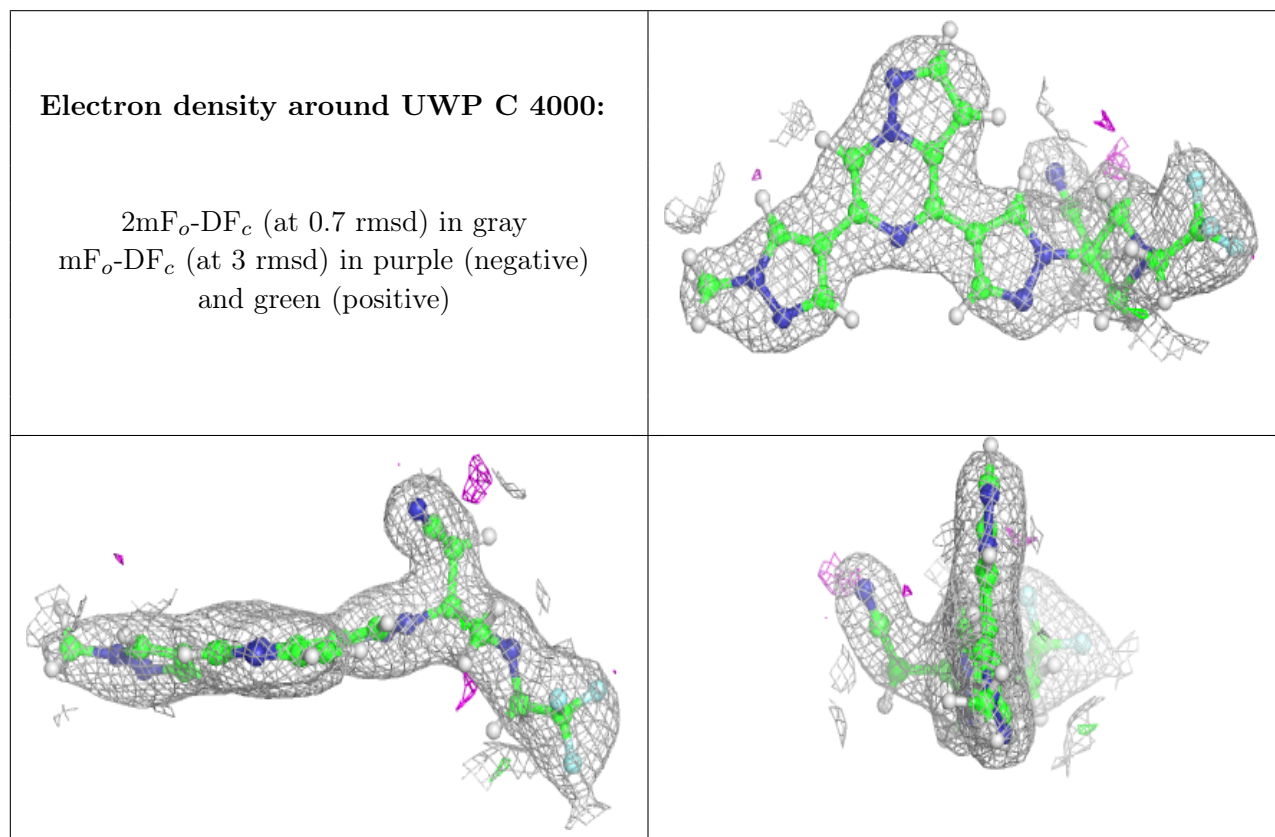 Electron density around UWP C 4000:
2mFo-DFc (at 0.7 rmsd) in gray
mFo-DFc (at 3 rmsd) in purple (negative)
and green (positive)